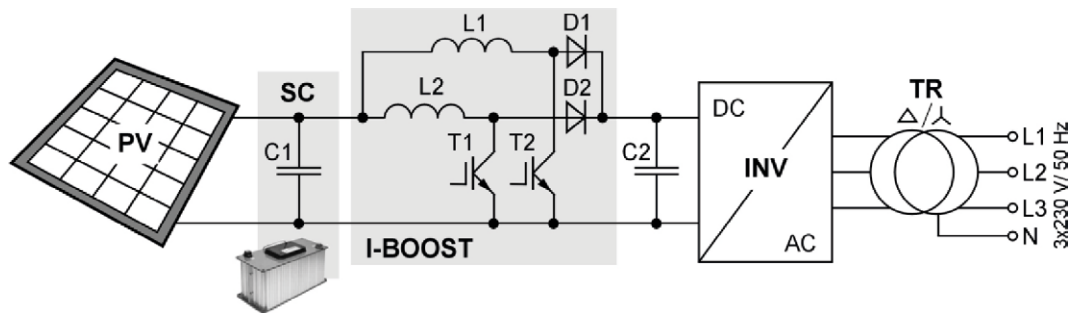 PV
SC
C1
L1
L2
D1
D2
T1
T2
I-BOOST
C2
DC
INV
AC
TR
△/⅄
L1
L2
L3
N
3x230 V/ 50 Hz